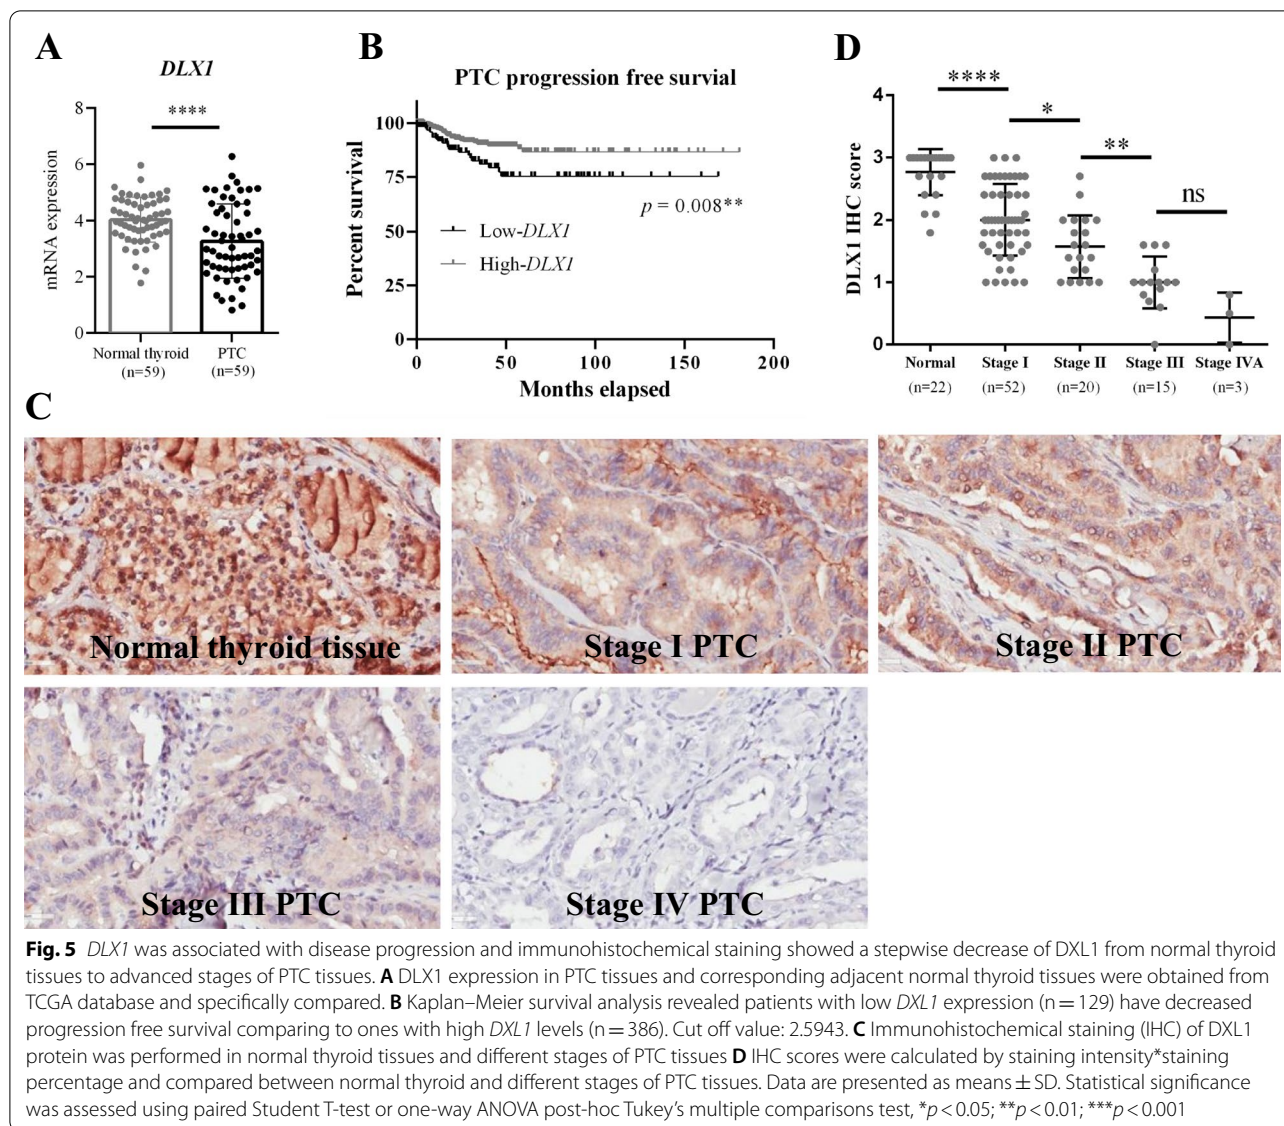 A
DLX1
****
mRNA expression
8
6
4
2
0
Normal thyroid
(n=59)
PTC
(n=59)
B
PTC progression free survial
Percent survival
100
75
50
25
0
p = 0.008**
Low-DLX1
High-DLX1
0 50 100 150 200
Months elapsed
D
DLX1 IHC score
4
3
2
1
0
****
*
**
ns
Normal Stage I Stage II Stage III Stage IVA
(n=22) (n=52) (n=20) (n=15) (n=3)
C
Normal thyroid tissue
Stage I PTC
Stage II PTC
Stage III PTC
Stage IV PTC
Fig. 5 DLX1 was associated with disease progression and immunohistochemical staining showed a stepwise decrease of DXL1 from normal thyroid
tissues to advanced stages of PTC tissues. A DLX1 expression in PTC tissues and corresponding adjacent normal thyroid tissues were obtained from
TCGA database and specifically compared. B Kaplan–Meier survival analysis revealed patients with low DXL1 expression (n = 129) have decreased
progression free survival comparing to ones with high DXL1 levels (n = 386). Cut off value: 2.5943. C Immunohistochemical staining (IHC) of DXL1
protein was performed in normal thyroid tissues and different stages of PTC tissues D IHC scores were calculated by staining intensity*staining
percentage and compared between normal thyroid and different stages of PTC tissues. Data are presented as means ± SD. Statistical significance
was assessed using paired Student T-test or one-way ANOVA post-hoc Tukey's multiple comparisons test, *p < 0.05; **p < 0.01; ***p < 0.001